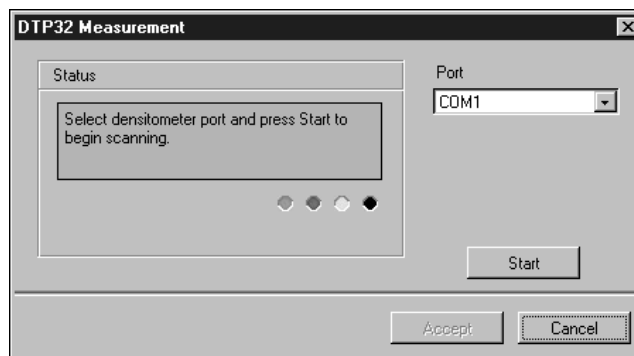 DTP32 Measurement
Status
Select densitometer port and press Start to
begin scanning.
Port
COM1
Start
Accept
Cancel